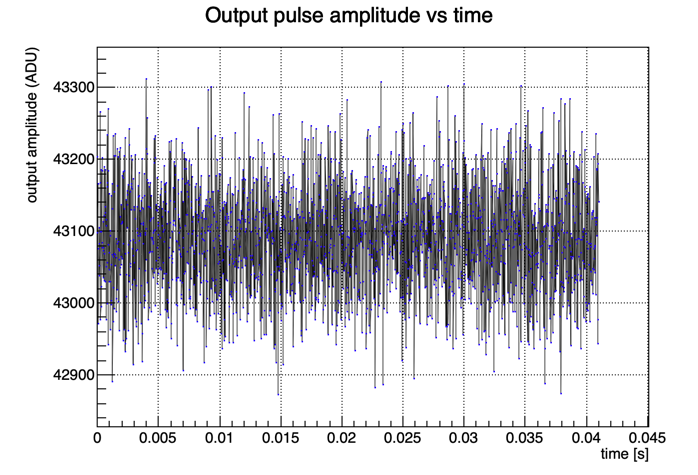 Output pulse amplitude vs time
output amplitude (ADU)
43300
43200
43100
43000
42900
0 0.005 0.01 0.015 0.02 0.025 0.03 0.035 0.04 0.045
time [s]